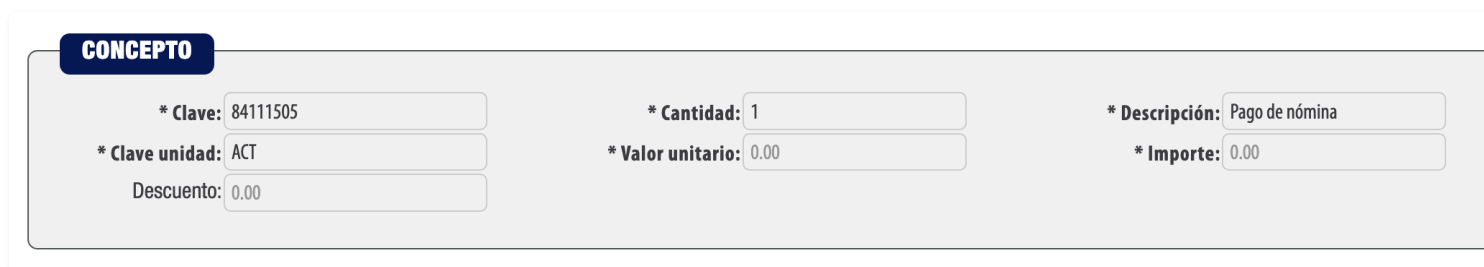 CONCEPTO
* Clave: 84111505 * Cantidad: 1 * Descripción: Pago de nómina
* Clave unidad: ACT * Valor unitario: 0.00 * Importe: 0.00
Descuento: 0.00